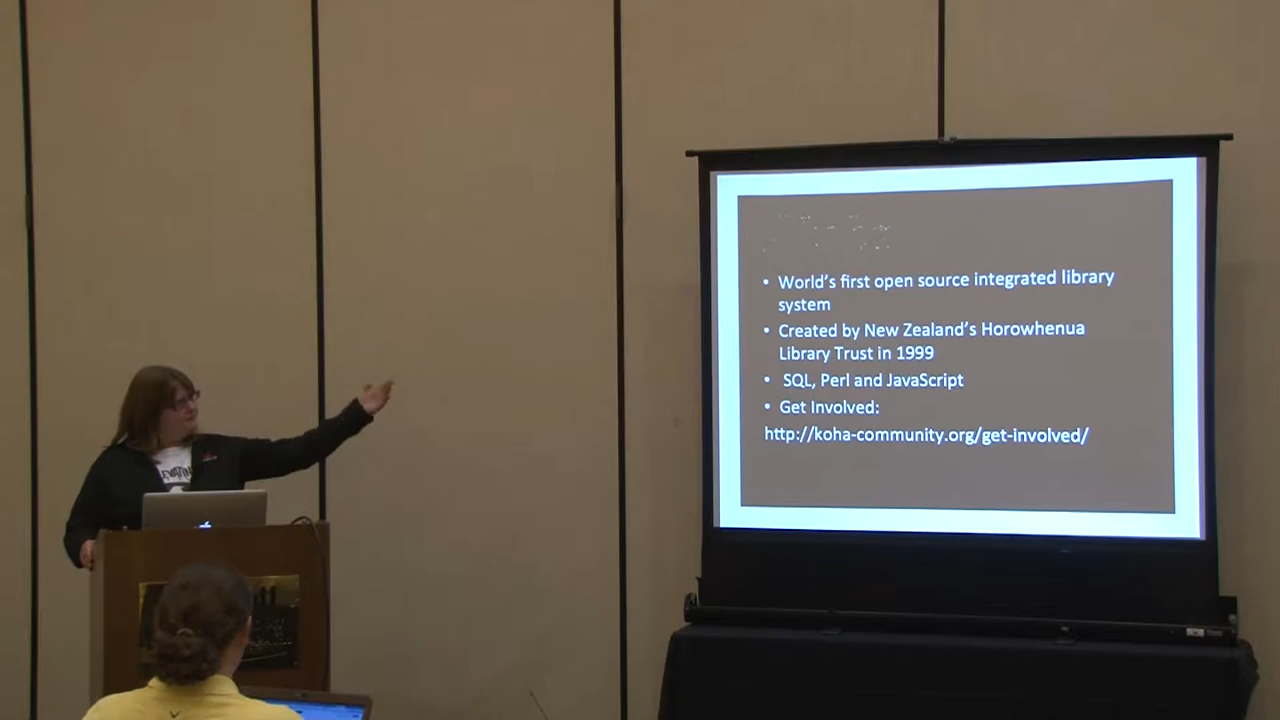 • World's first open source integrated library
system
• Created by New Zealand's Horowhenua
Library Trust in 1999
• SQL, Perl and JavaScript
• Get Involved:
http://koha-community.org/get-involved/